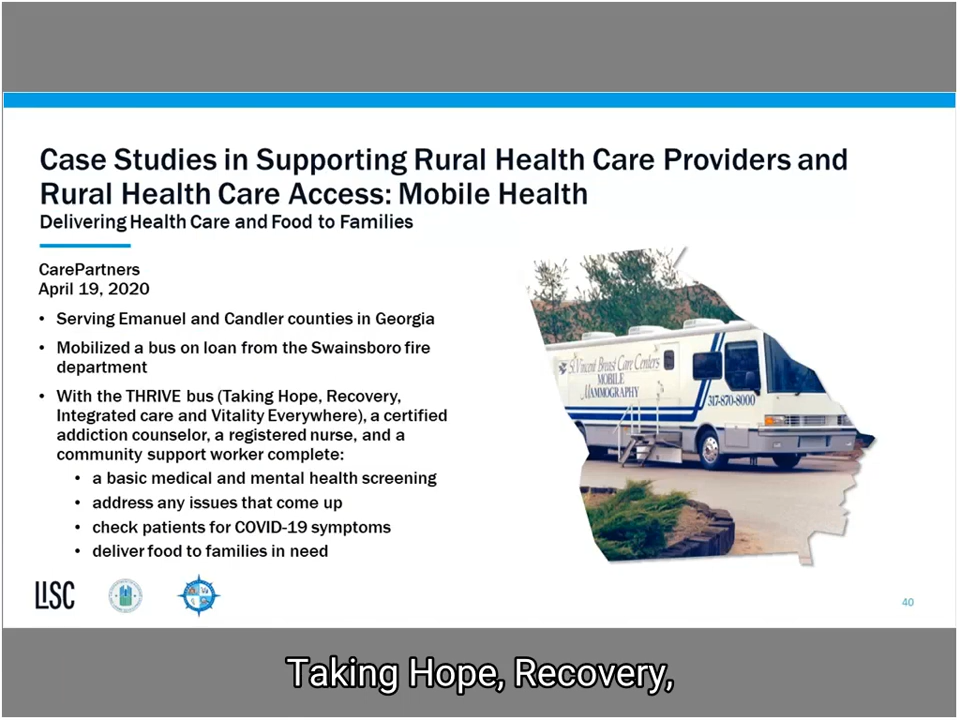 Case Studies in Supporting Rural Health Care Providers and
Rural Health Care Access: Mobile Health
Delivering Health Care and Food to Families
CarePartners
April 19, 2020
• Serving Emanuel and Candler counties in Georgia
• Mobilized a bus on loan from the Swainsboro fire
department
• With the THRIVE bus (Taking Hope, Recovery,
Integrated care and Vitality Everywhere), a certified
addiction counselor, a registered nurse, and a
community support worker complete:
• a basic medical and mental health screening
• address any issues that come up
• check patients for COVID-19 symptoms
• deliver food to families in need
St. Vincent Breast Care Centers
MOBILE
MAMMOGRAPHY
317-870-8000
LISC
40
Taking Hope, Recovery,